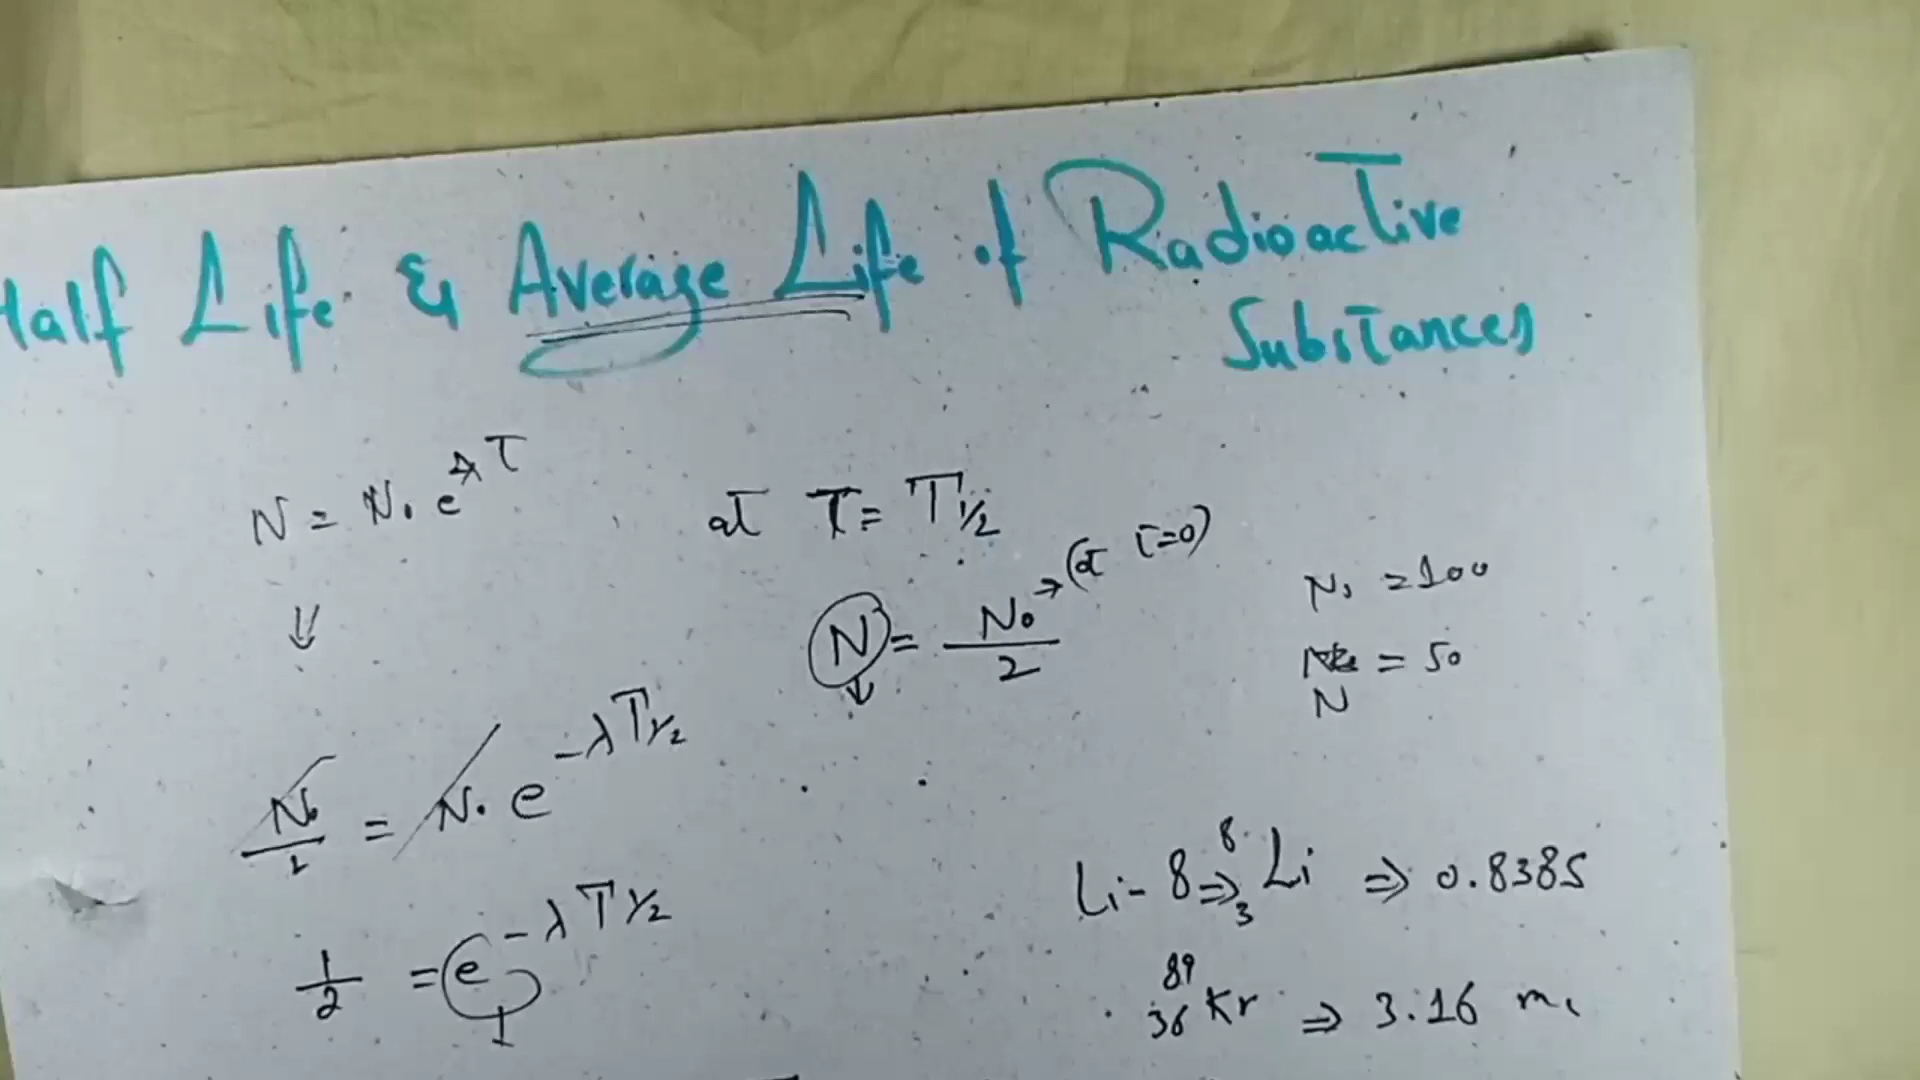 Half Life & Average Life of Radioactive
Substances
N = N₀ e^λT
at T = T1/2
N = N₀/2 → (at T=0)
N₀ = 100
= 50
N
N₀/2 = N₀ e^-λT1/2
1/2 = e^-λT1/2
Li-8 ⇒ ⁸₃Li ⇒ 0.838s
⁸⁹₃₆Kr ⇒ 3.16 m